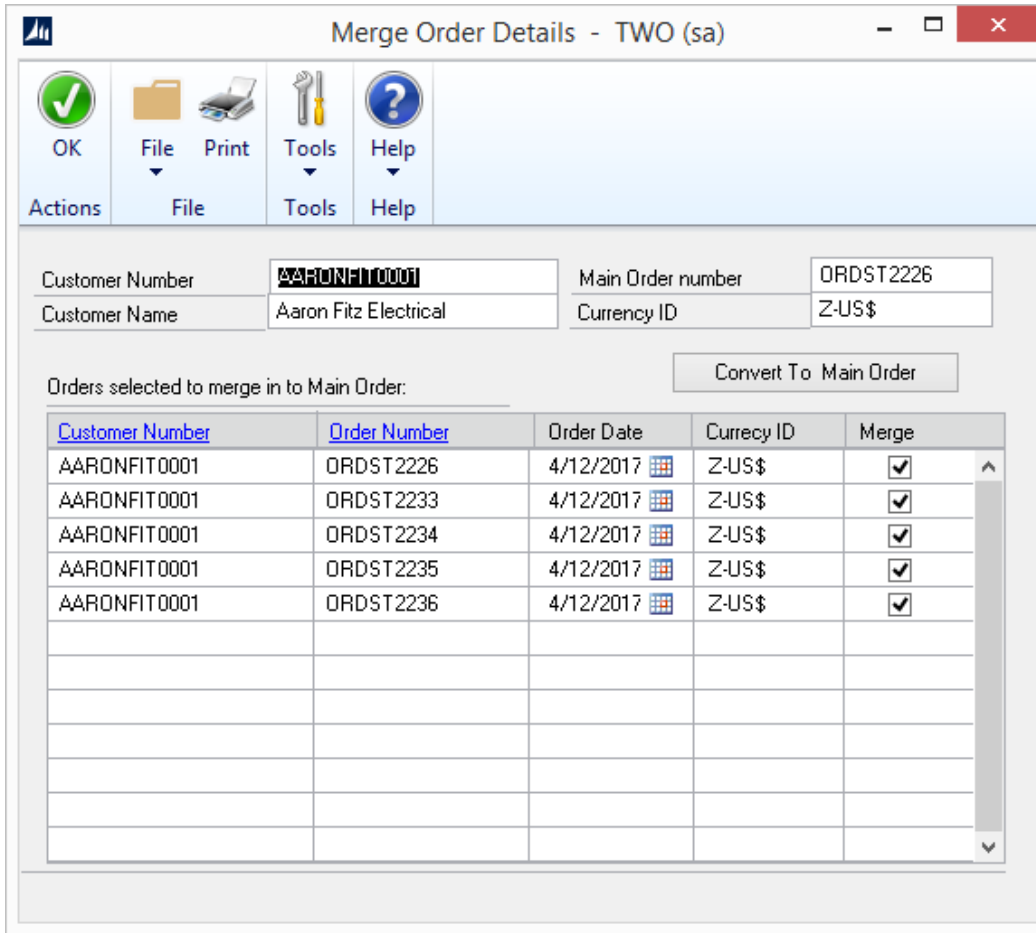 Merge Order Details - TWO (sa)
OK File Print Tools Help
Actions File Tools Help
Customer Number AARONFIT0001 Main Order number ORDST2226
Customer Name Aaron Fitz Electrical Currency ID Z-US$
Convert To Main Order
Orders selected to merge in to Main Order:
Customer Number Order Number Order Date Currecy ID Merge
AARONFIT0001 ORDST2226 4/12/2017 Z-US$
AARONFIT0001 ORDST2233 4/12/2017 Z-US$
AARONFIT0001 ORDST2234 4/12/2017 Z-US$
AARONFIT0001 ORDST2235 4/12/2017 Z-US$
AARONFIT0001 ORDST2236 4/12/2017 Z-US$